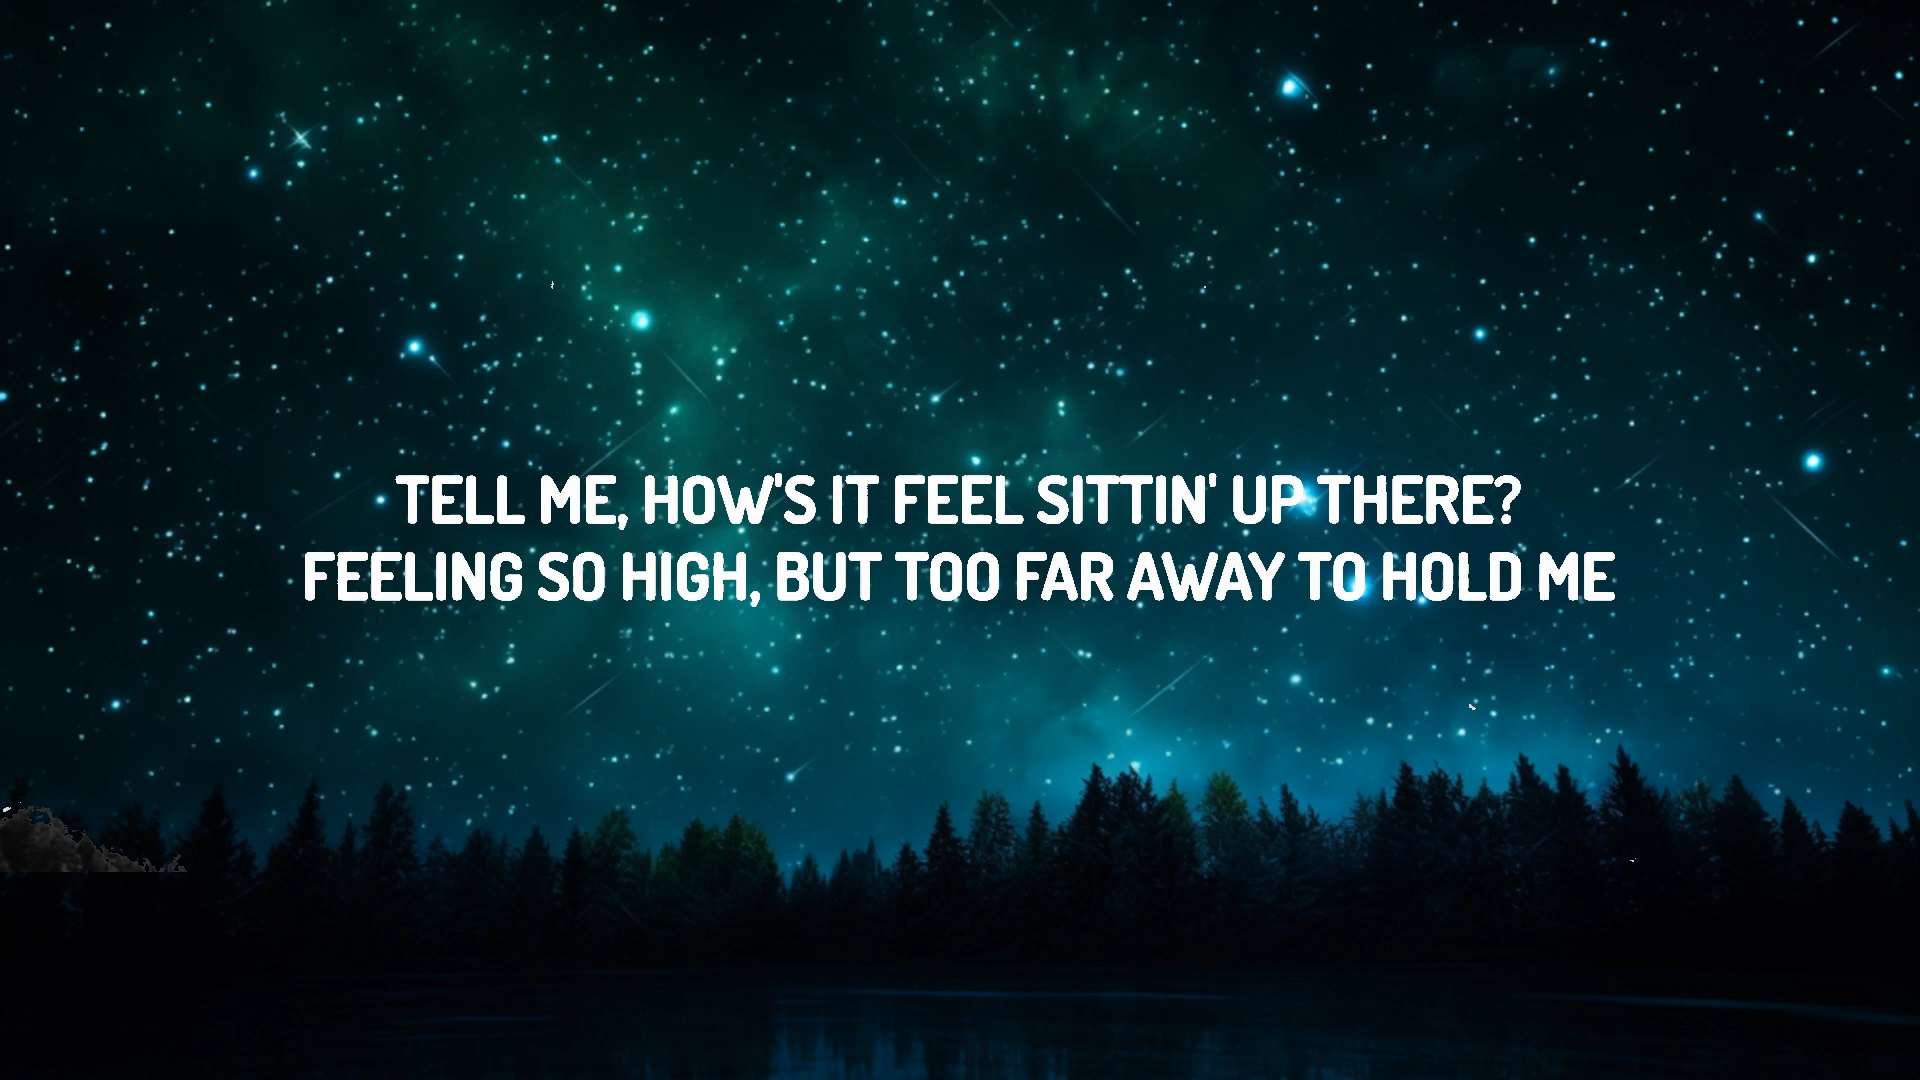 TELL ME, HOW'S IT FEEL SITTIN' UP THERE?
FEELING SO HIGH, BUT TOO FAR AWAY TO HOLD ME